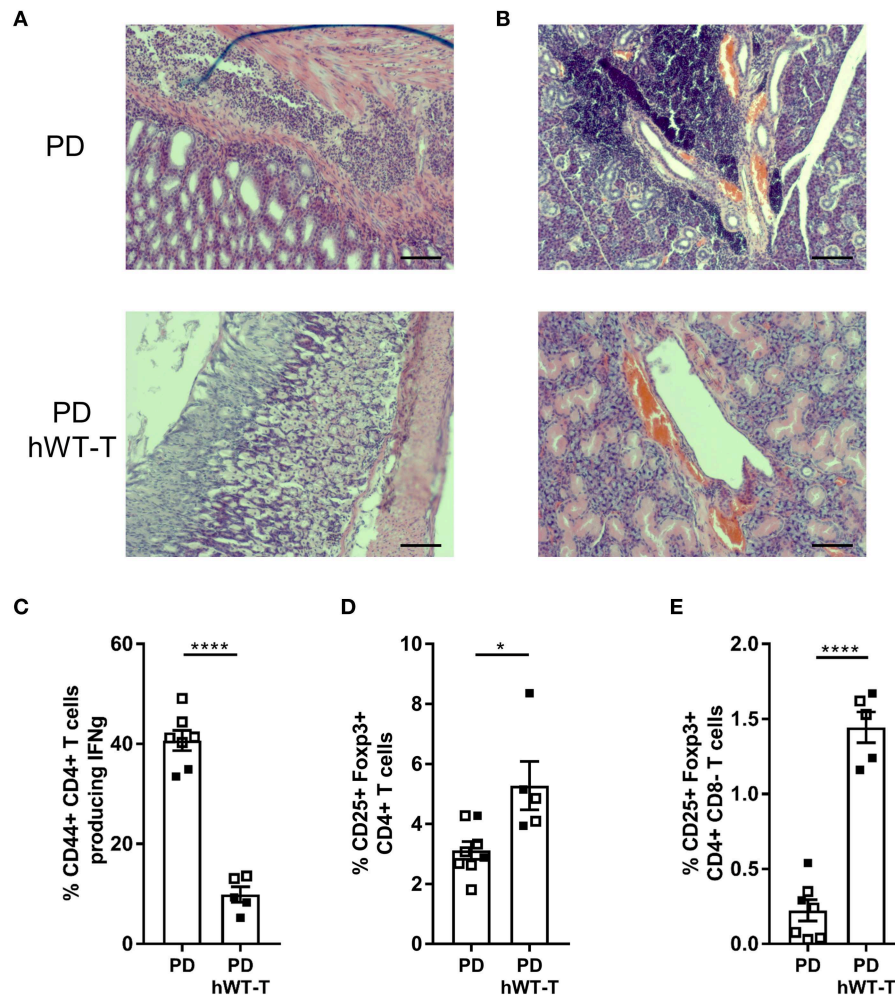 A
B
PD
PD
hWT-T
C
% CD44+ CD4+ T cells
producing IFNg
60
40
20
0
****
PD
PD
hWT-T
D
% CD25+ Foxp3+
CD4+ T cells
10
8
6
4
2
0
*
PD
PD
hWT-T
E
% CD25+ Foxp3+
CD4+ CD8- T cells
2.0
1.5
1.0
0.5
0.0
****
PD
PD
hWT-T